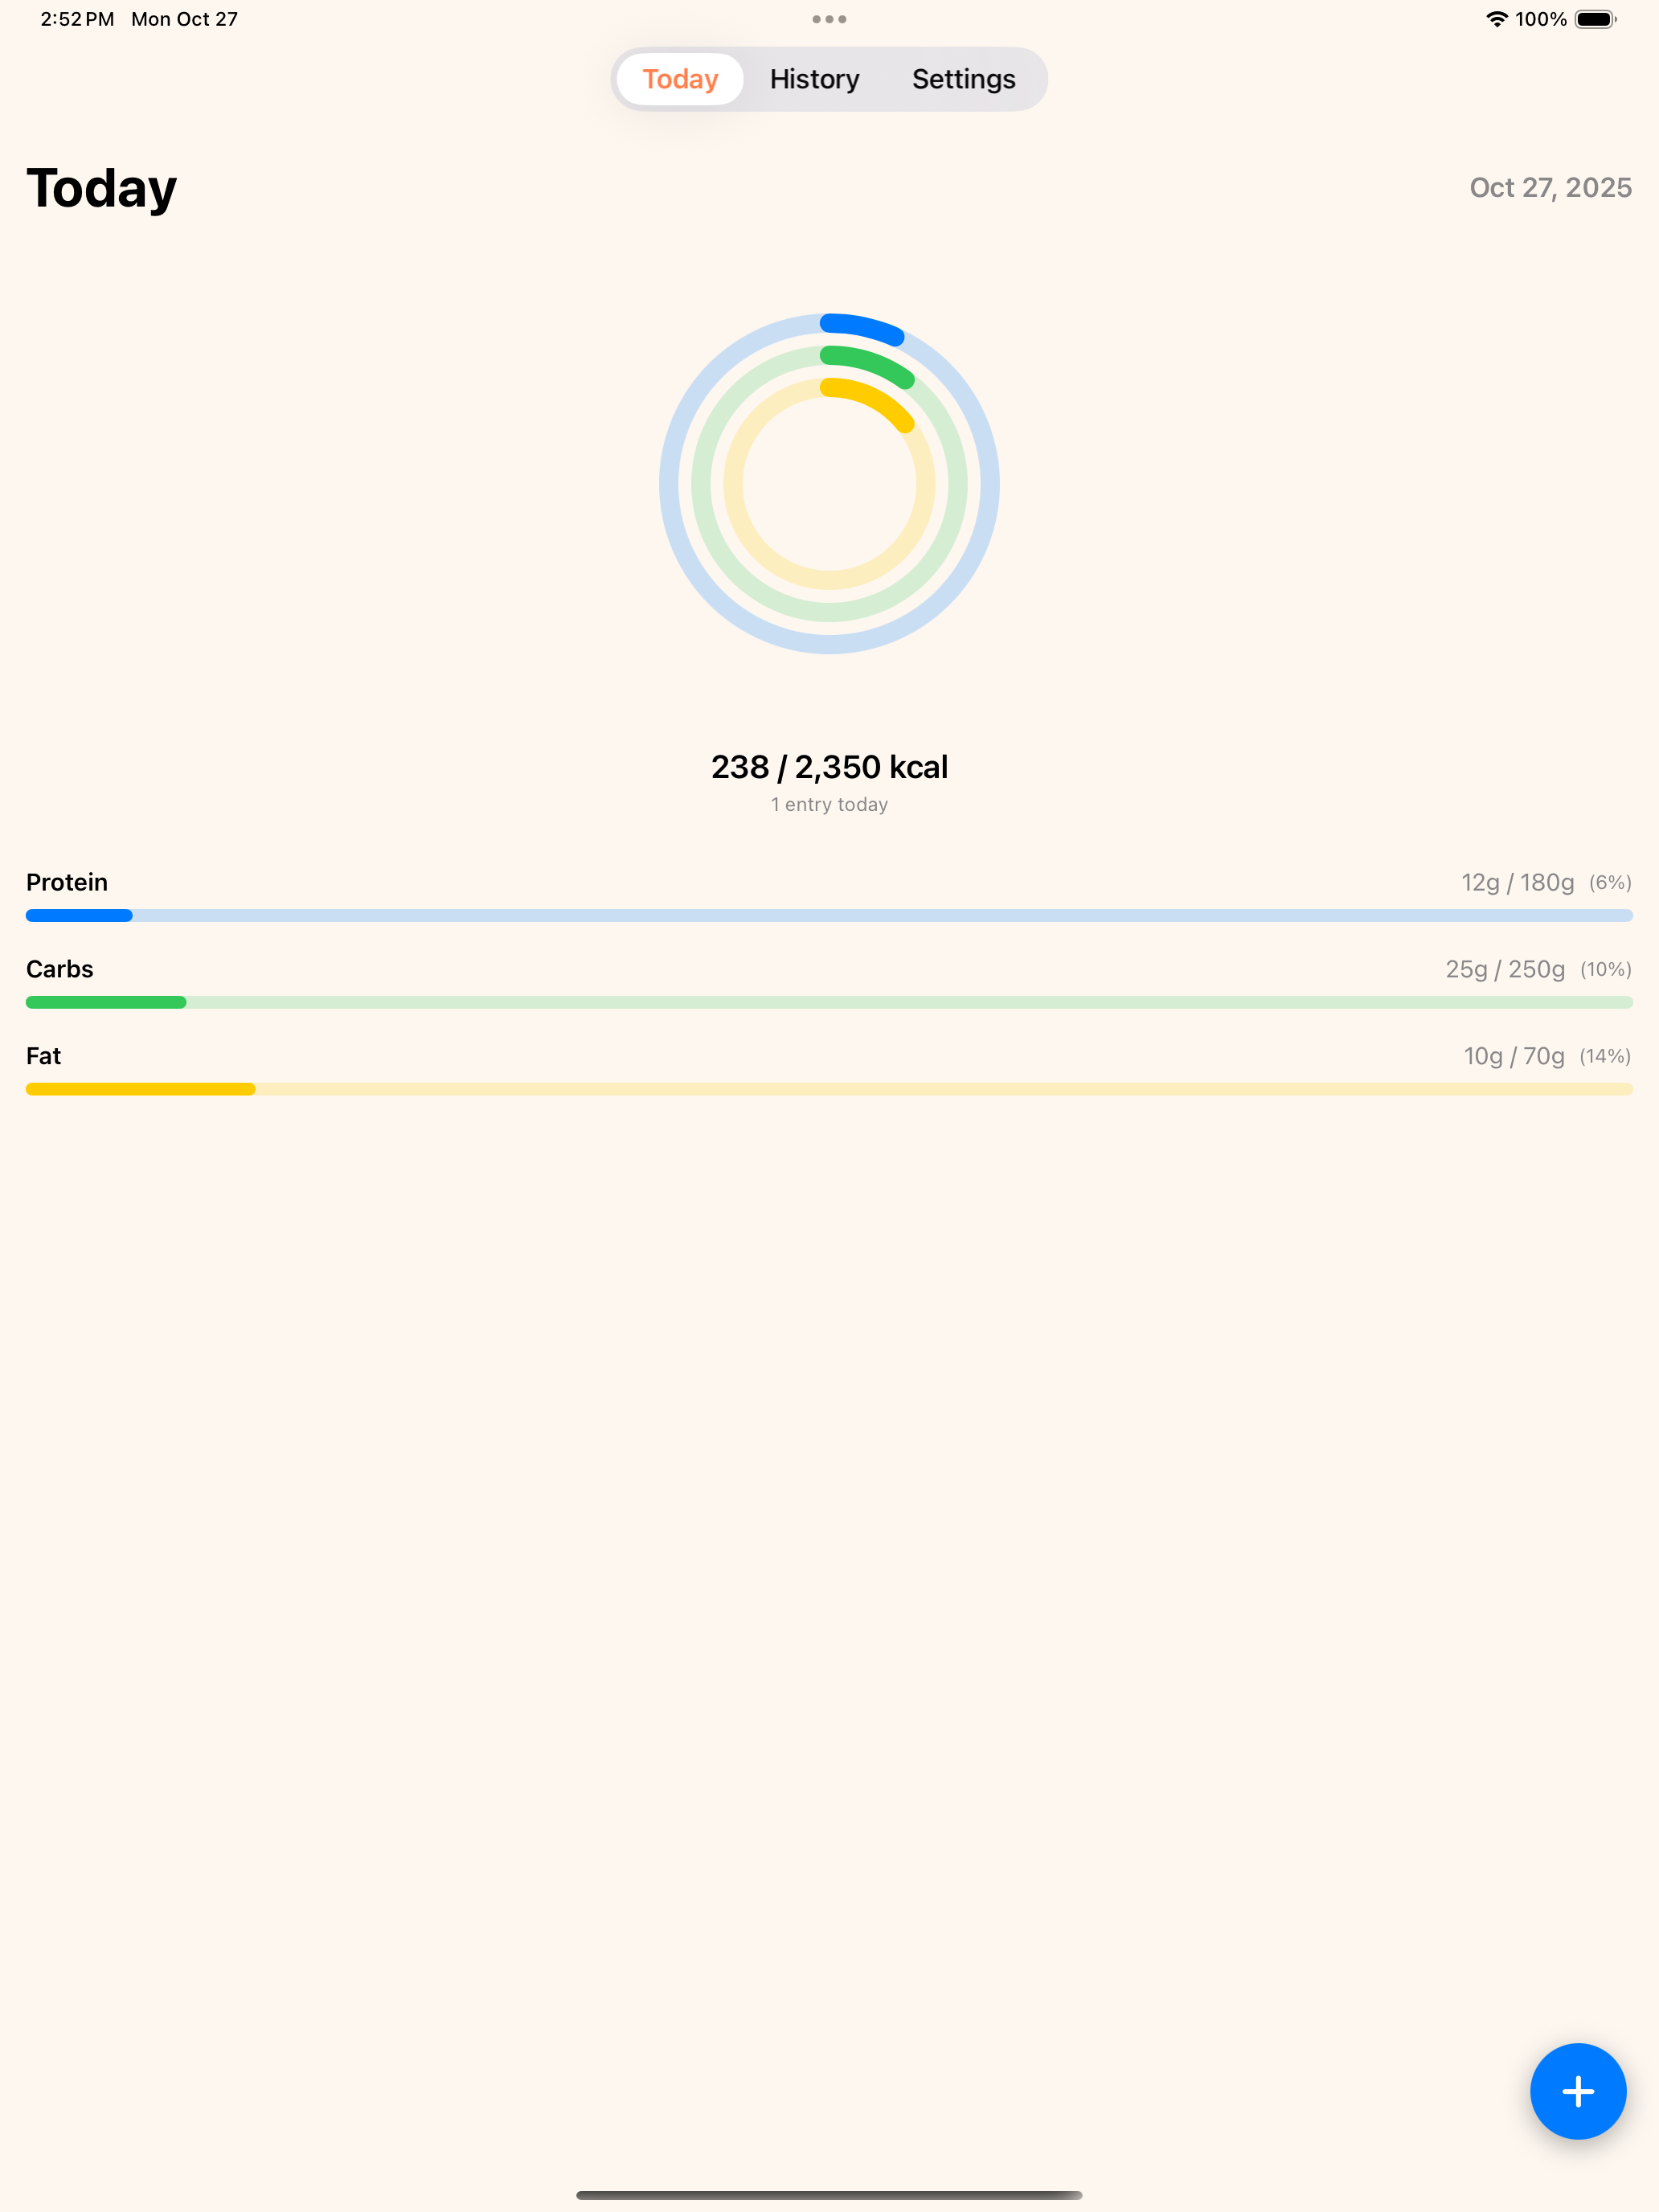 2:52 PM Mon Oct 27
100%
Today History Settings
Today Oct 27, 2025
238 / 2,350 kcal
1 entry today
Protein 12g / 180g (6%)
Carbs 25g / 250g (10%)
Fat 10g / 70g (14%)